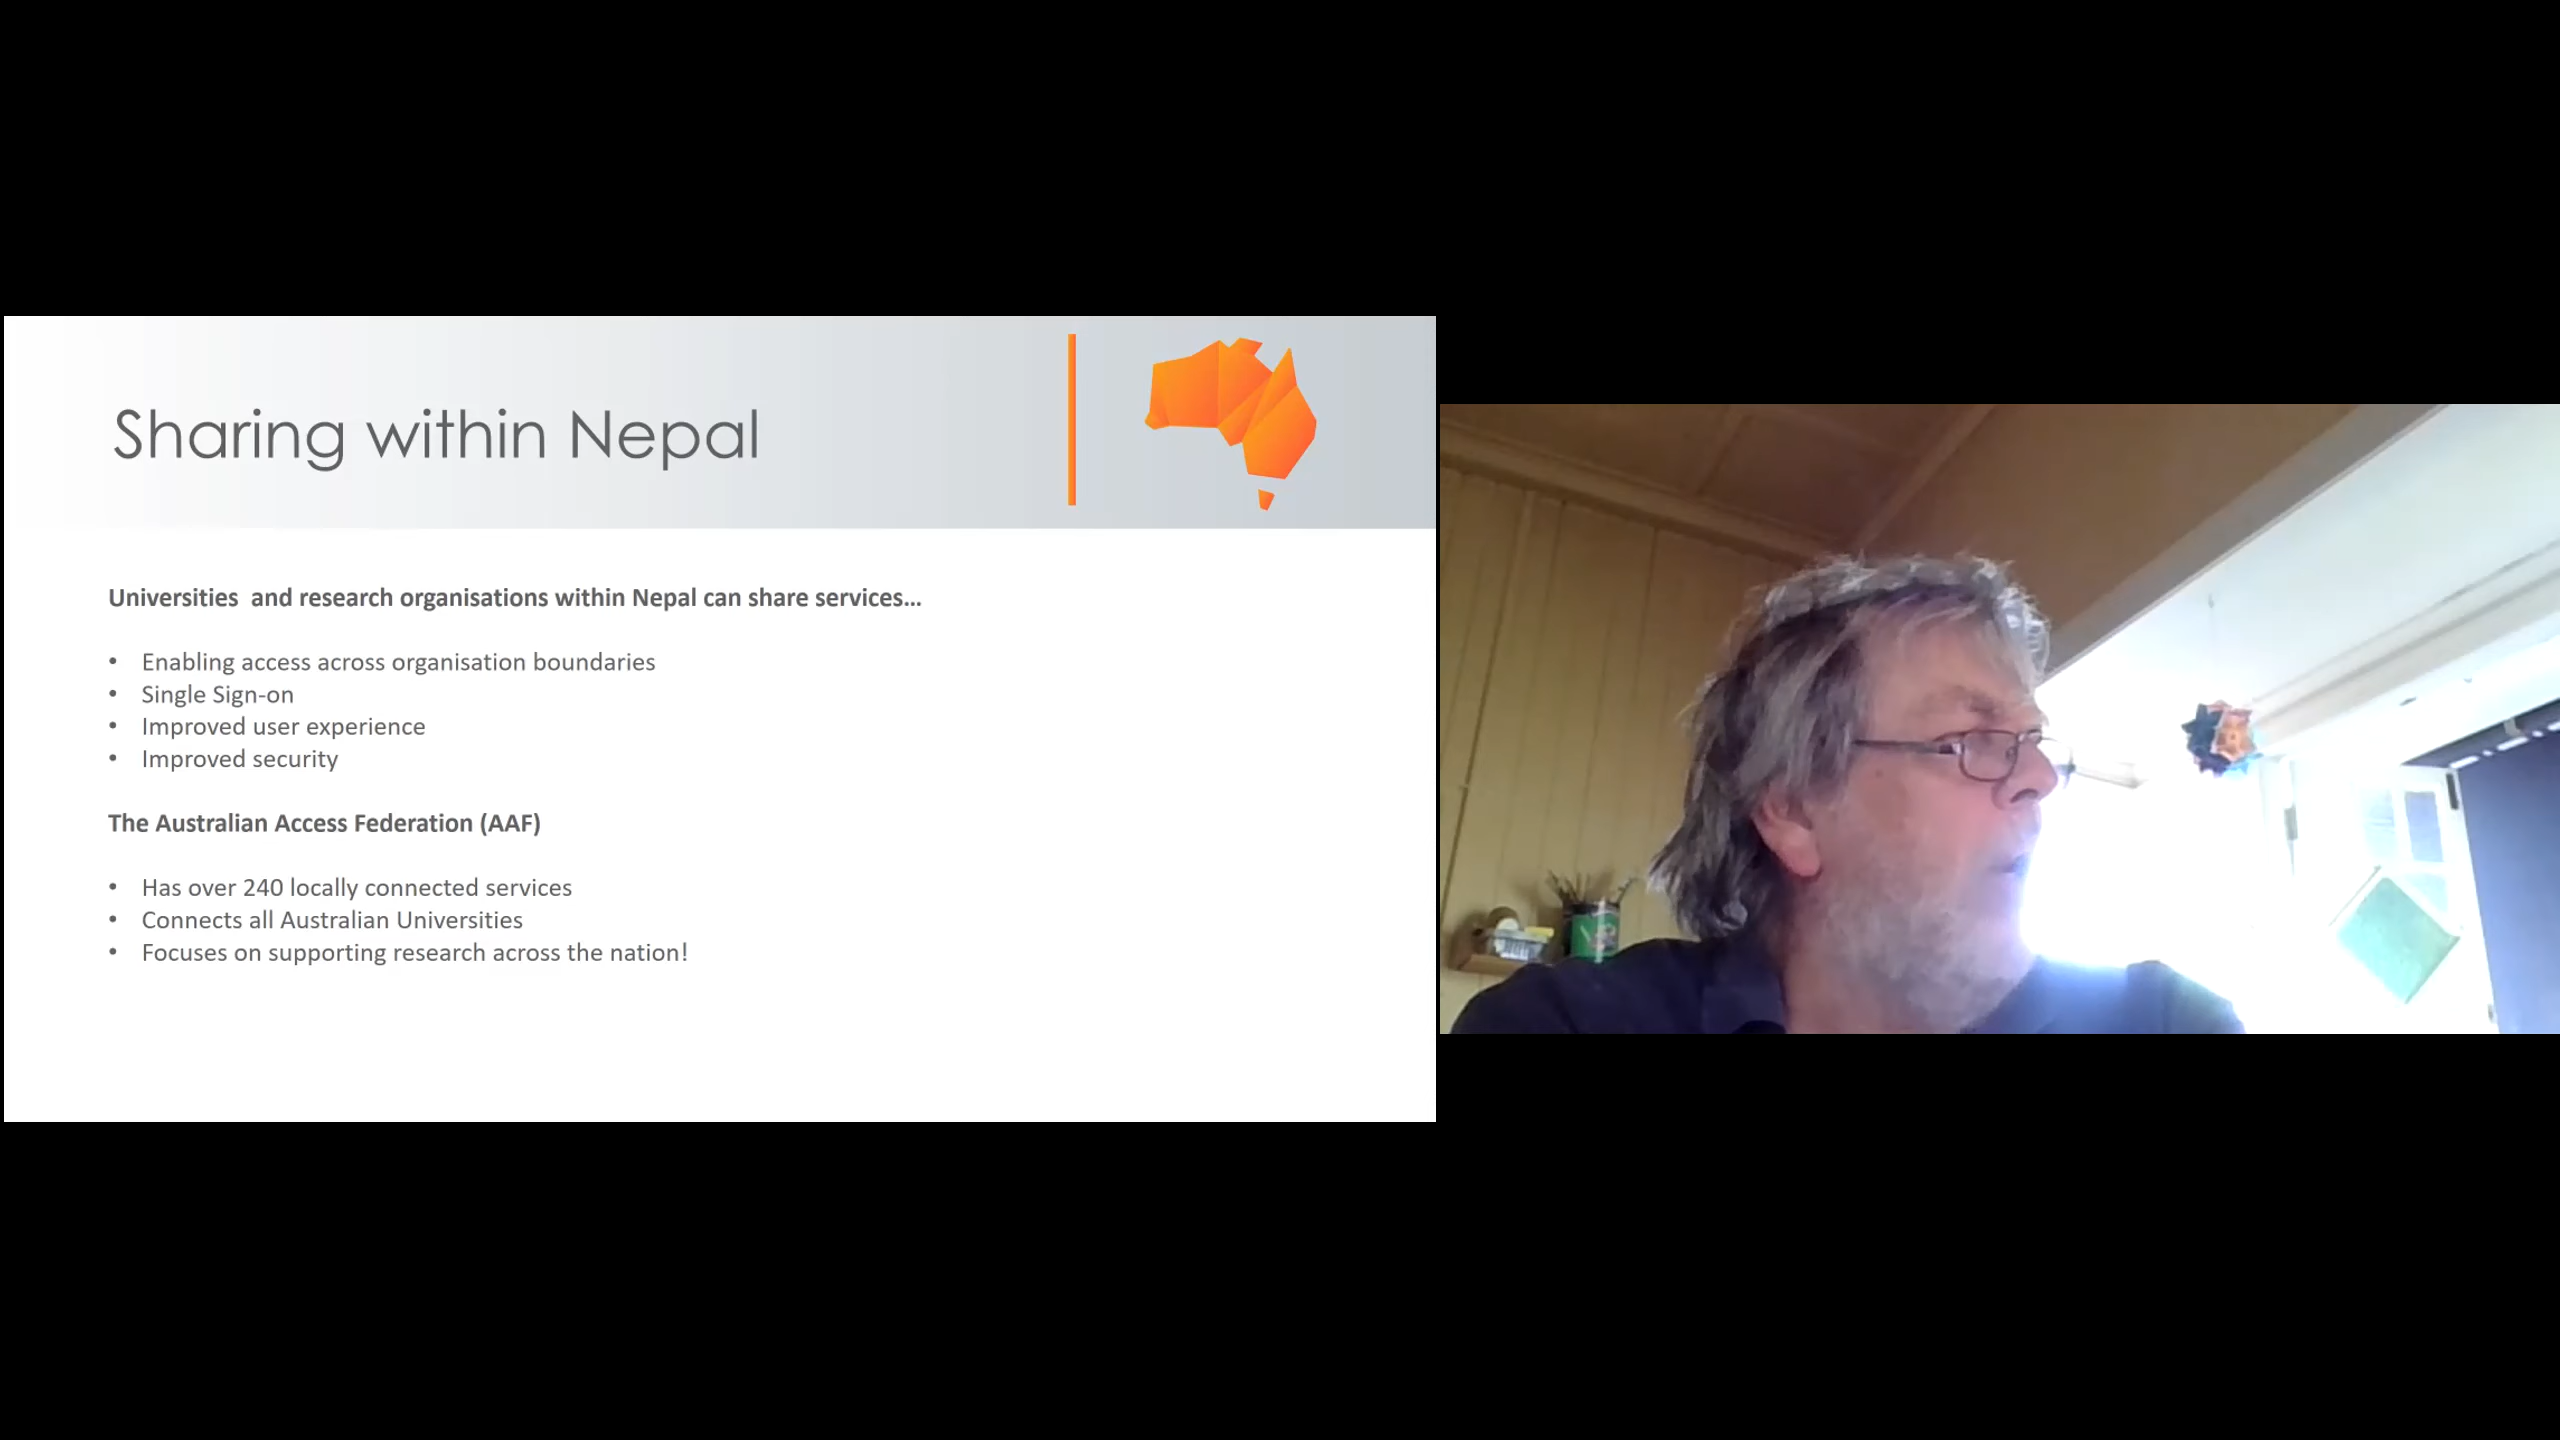 Sharing within Nepal
Universities  and research organisations within Nepal can share services...
• Enabling access across organisation boundaries
• Single Sign-on
• Improved user experience
• Improved security
The Australian Access Federation (AAF)
• Has over 240 locally connected services
• Connects all Australian Universities
• Focuses on supporting research across the nation!